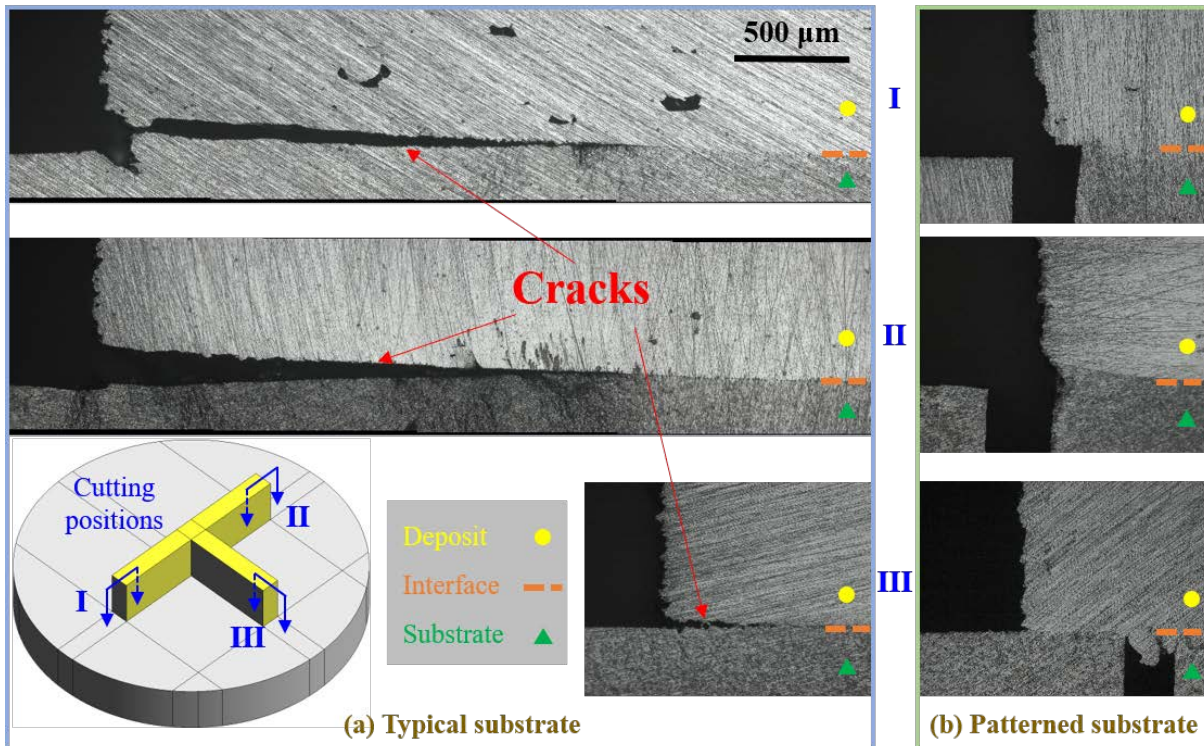 500 µm
I
Cracks
II
Cutting
positions
II
I
III
Deposit
Interface
Substrate
III
(a) Typical substrate
(b) Patterned substrate